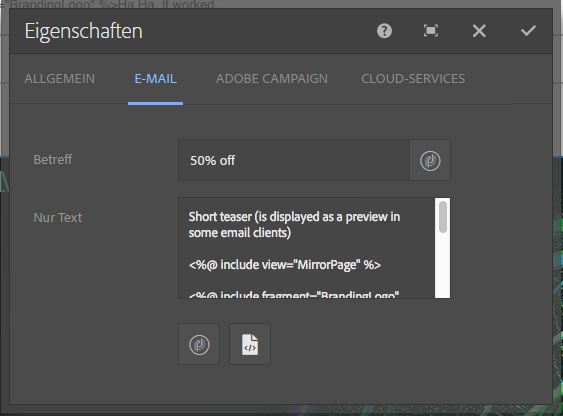 "BrandingLogo" %>Ha Ha. It worked.
Eigenschaften
ALLGEMEIN E-MAIL ADOBE CAMPAIGN CLOUD-SERVICES
Betreff 50% off
Nur Text
Short teaser (is displayed as a preview in
some email clients)
<%@ include view="MirrorPage" %>
<%@ include fragment="BrandingLogo"